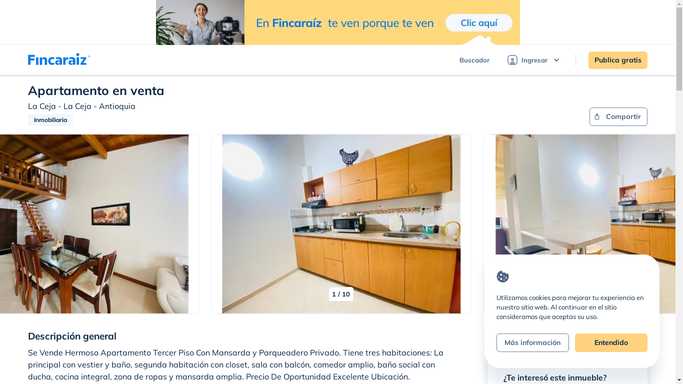 En Fincaraíz te ven porque te ven
Clic aquí
Fincaraiz
Buscador
Ingresar
Publica gratis
Apartamento en venta
La Ceja - La Ceja - Antioquia
Inmobiliaria
Compartir
1 / 10
Descripción general
Se Vende Hermoso Apartamento Tercer Piso Con Mansarda y Parqueadero Privado. Tiene tres habitaciones: La
principal con vestier y baño, segunda habitación con closet, sala con balcón, comedor amplio, baño social con
ducha, cocina integral, zona de ropas y mansarda amplia. Precio De Oportunidad Excelente Ubicación.
Utilizamos cookies para mejorar tu experiencia en
nuestro sitio web. Al continuar en el sitio
consideramos que aceptas su uso.
Más información
Entendido
¿Te interesó este inmueble?